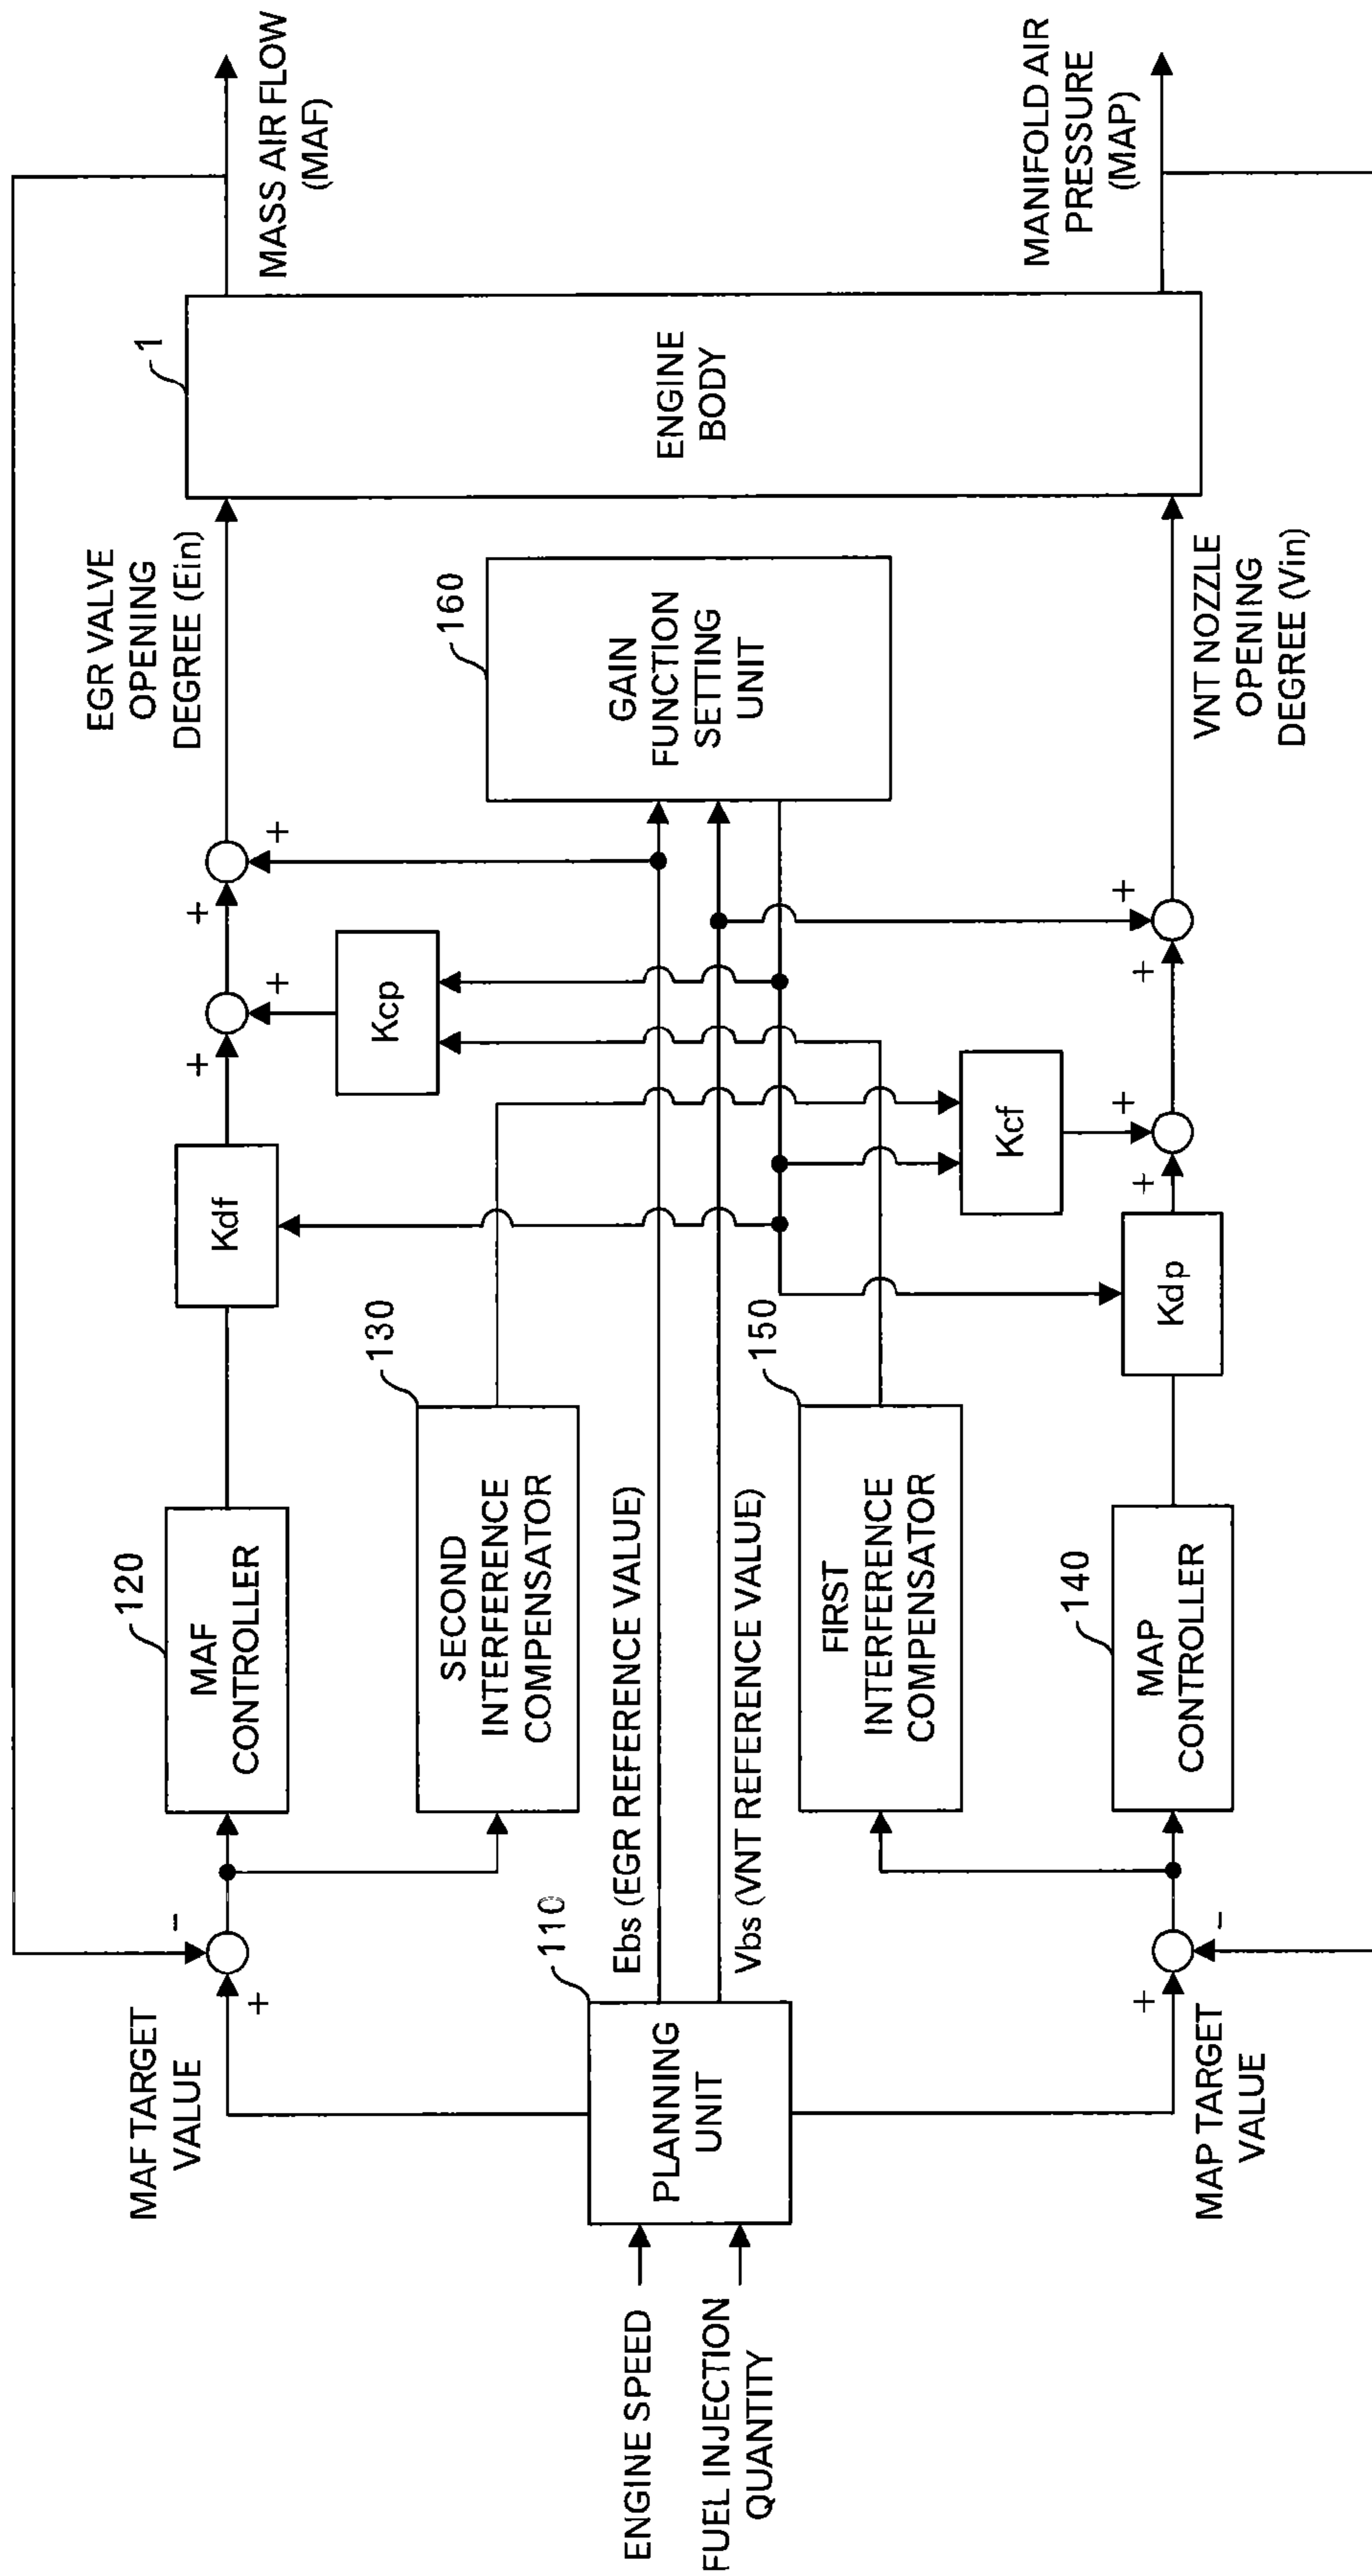 ENGINE SPEED
FUEL INJECTION
QUANTITY
110
PLANNING
UNIT
MAF TARGET
VALUE
MAP TARGET
VALUE
+
-
+
-
120
MAF
CONTROLLER
130
SECOND
INTERFERENCE
COMPENSATOR
Ebs (EGR REFERENCE VALUE)
Vbs (VNT REFERENCE VALUE)
150
FIRST
INTERFERENCE
COMPENSATOR
140
MAP
CONTROLLER
Kdf
Kdp
Kcf
Kcp
+
+
+
+
+
+
+
+
160
GAIN
FUNCTION
SETTING
UNIT
EGR VALVE
OPENING
DEGREE (Ein)
VNT NOZZLE
OPENING
DEGREE (Vin)
1
ENGINE
BODY
MASS AIR FLOW
(MAF)
MANIFOLD AIR
PRESSURE
(MAP)